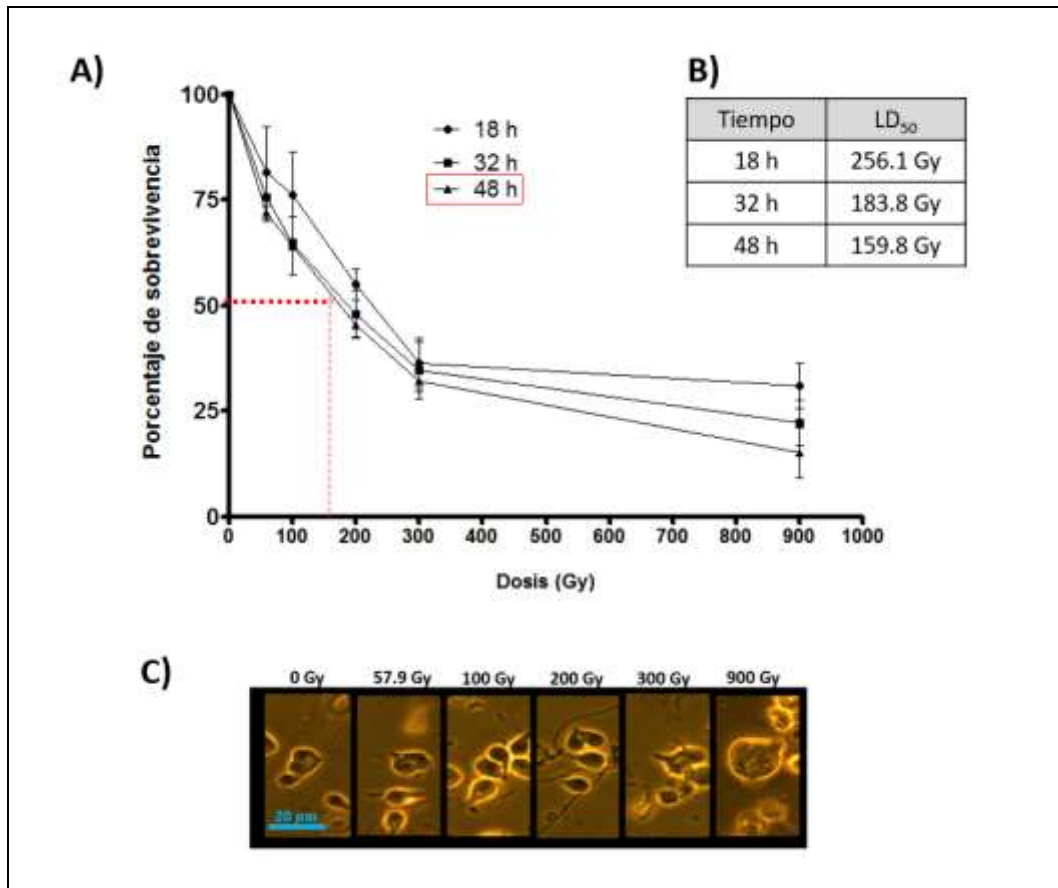 A)
100
75
50
25
0
Porcentaje de sobrevivencia
18 h
32 h
48 h
0 100 200 300 400 500 600 700 800 900 1000
Dosis (Gy)
B)
Tiempo LD50
18 h 256.1 Gy
32 h 183.8 Gy
48 h 159.8 Gy
C)
0 Gy 57.9 Gy 100 Gy 200 Gy 300 Gy 900 Gy
20 µm